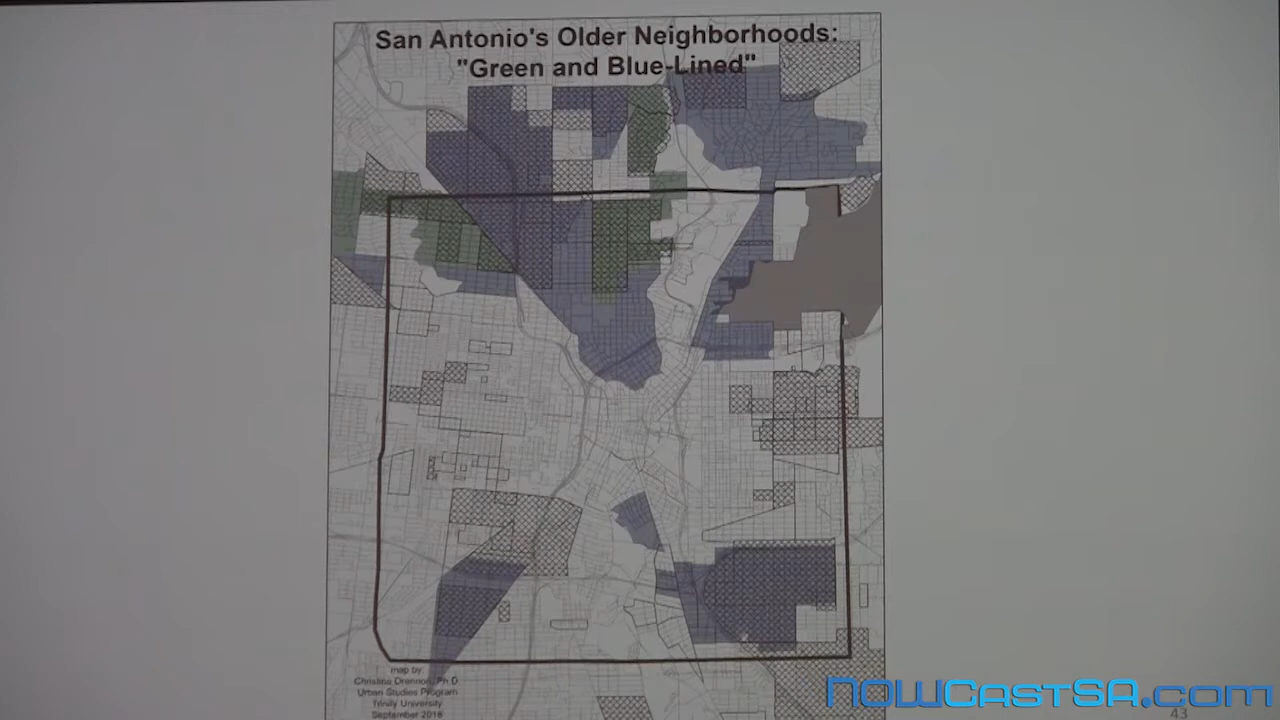 San Antonio's Older Neighborhoods:
"Green and Blue-Lined"
map by:
Christine Drennon, Ph D
Urban Studies Program
Trinity University
September 2018
NOWCastSA.com
43